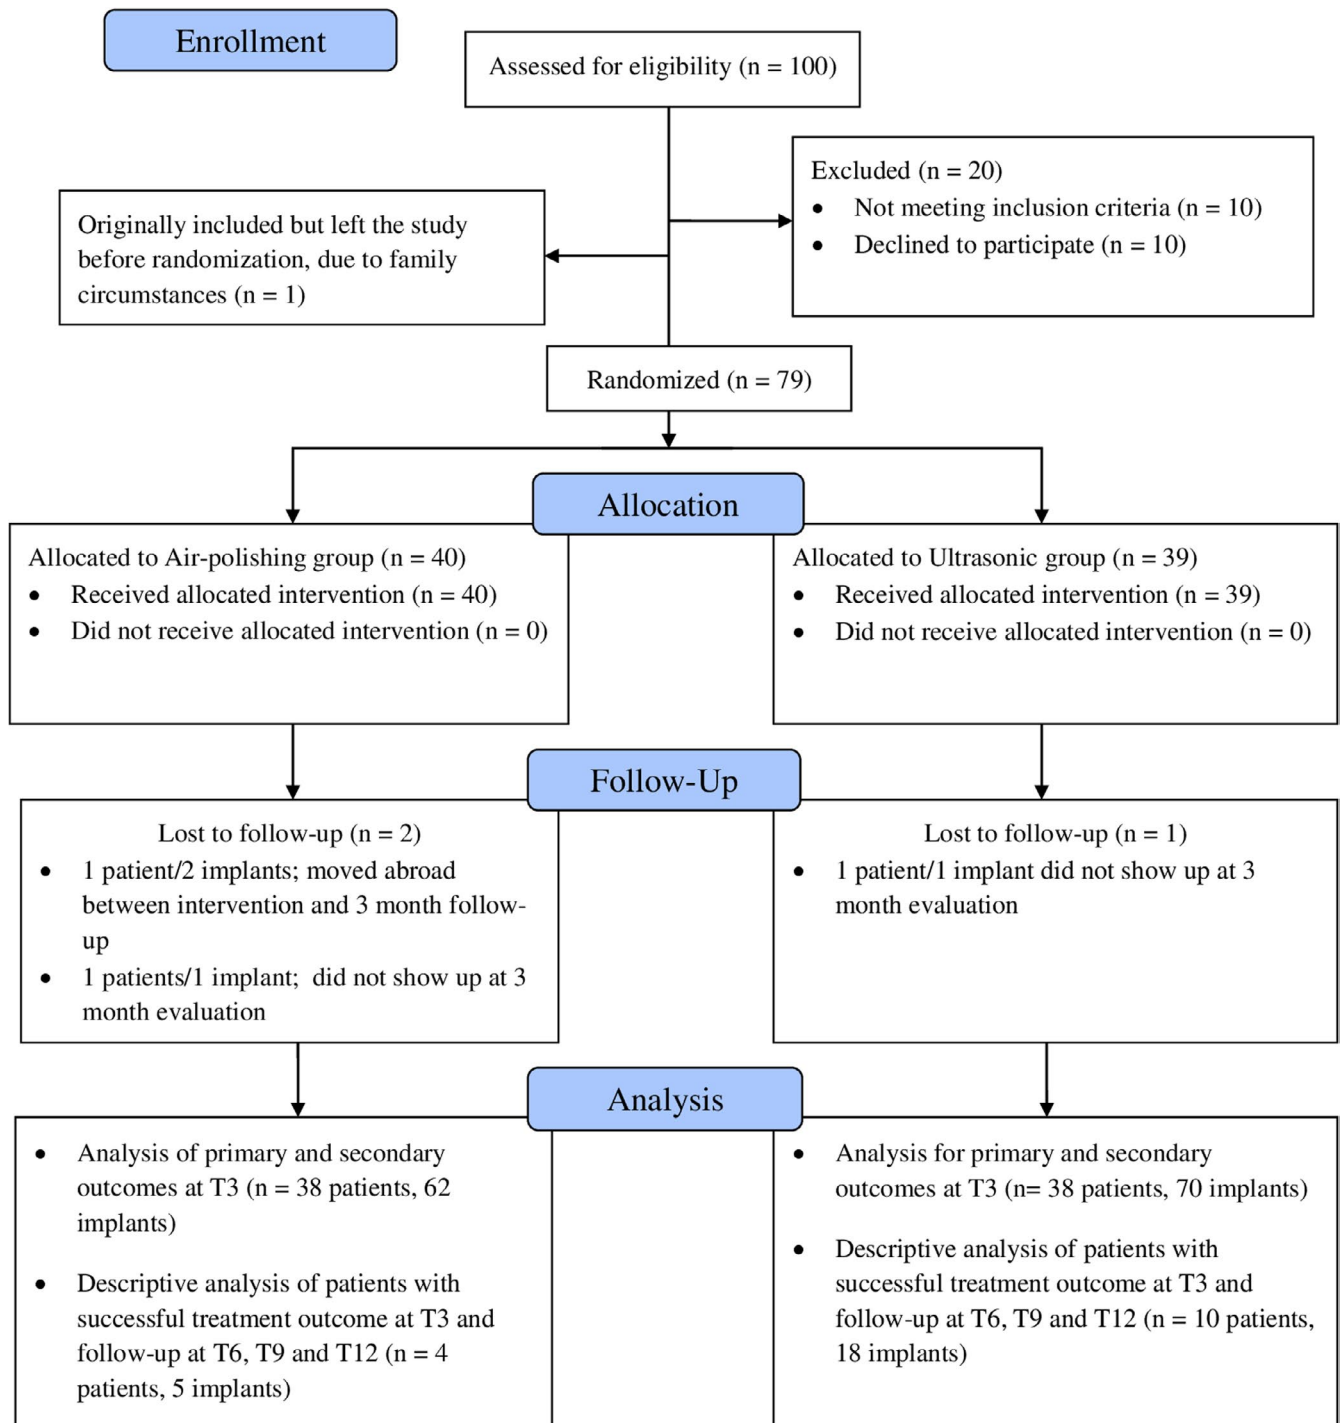 Enrollment
Assessed for eligibility (n = 100)
Excluded (n = 20)
• Not meeting inclusion criteria (n = 10)
• Declined to participate (n = 10)
Originally included but left the study
before randomization, due to family
circumstances (n = 1)
Randomized (n = 79)
Allocation
Allocated to Air-polishing group (n = 40)
• Received allocated intervention (n = 40)
• Did not receive allocated intervention (n = 0)
Allocated to Ultrasonic group (n = 39)
• Received allocated intervention (n = 39)
• Did not receive allocated intervention (n = 0)
Follow-Up
Lost to follow-up (n = 2)
• 1 patient/2 implants; moved abroad
between intervention and 3 month follow-
up
• 1 patients/1 implant; did not show up at 3
month evaluation
Lost to follow-up (n = 1)
• 1 patient/1 implant did not show up at 3
month evaluation
Analysis
• Analysis of primary and secondary
outcomes at T3 (n = 38 patients, 62
implants)
• Descriptive analysis of patients with
successful treatment outcome at T3 and
follow-up at T6, T9 and T12 (n = 4
patients, 5 implants)
• Analysis for primary and secondary
outcomes at T3 (n= 38 patients, 70 implants)
• Descriptive analysis of patients with
successful treatment outcome at T3 and
follow-up at T6, T9 and T12 (n = 10 patients,
18 implants)